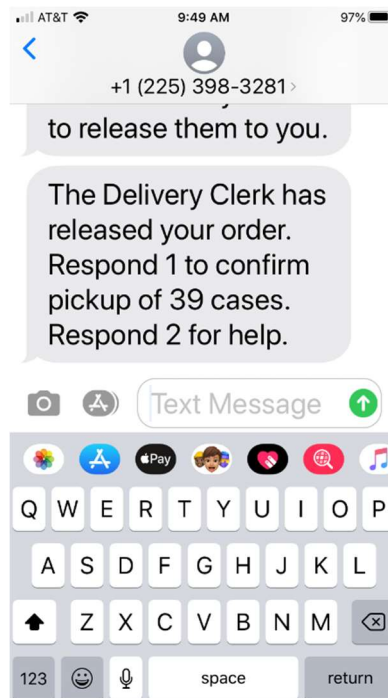 AT&T 9:49 AM 97%
+1 (225) 398-3281 >
to release them to you.
The Delivery Clerk has
released your order.
Respond 1 to confirm
pickup of 39 cases.
Respond 2 for help.
Text Message
Pay
Q W E R T Y U I O P
A S D F G H J K L
Z X C V B N M
123 space return